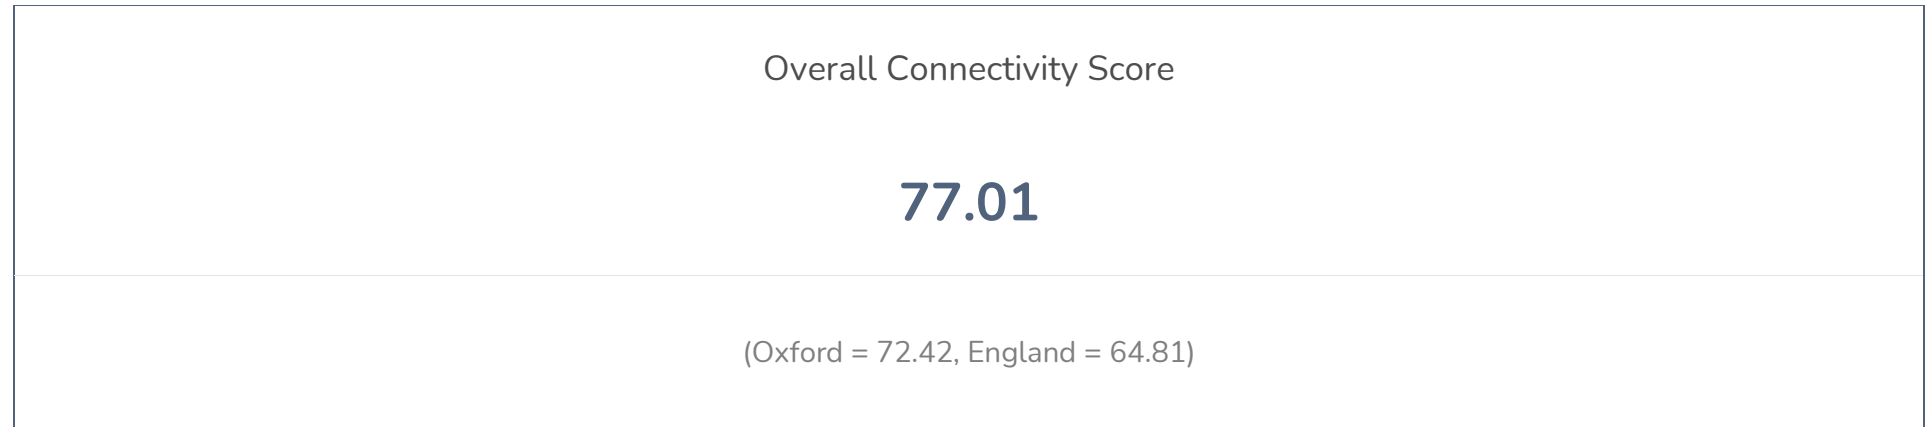 Overall Connectivity Score
77.01
(Oxford = 72.42, England = 64.81)